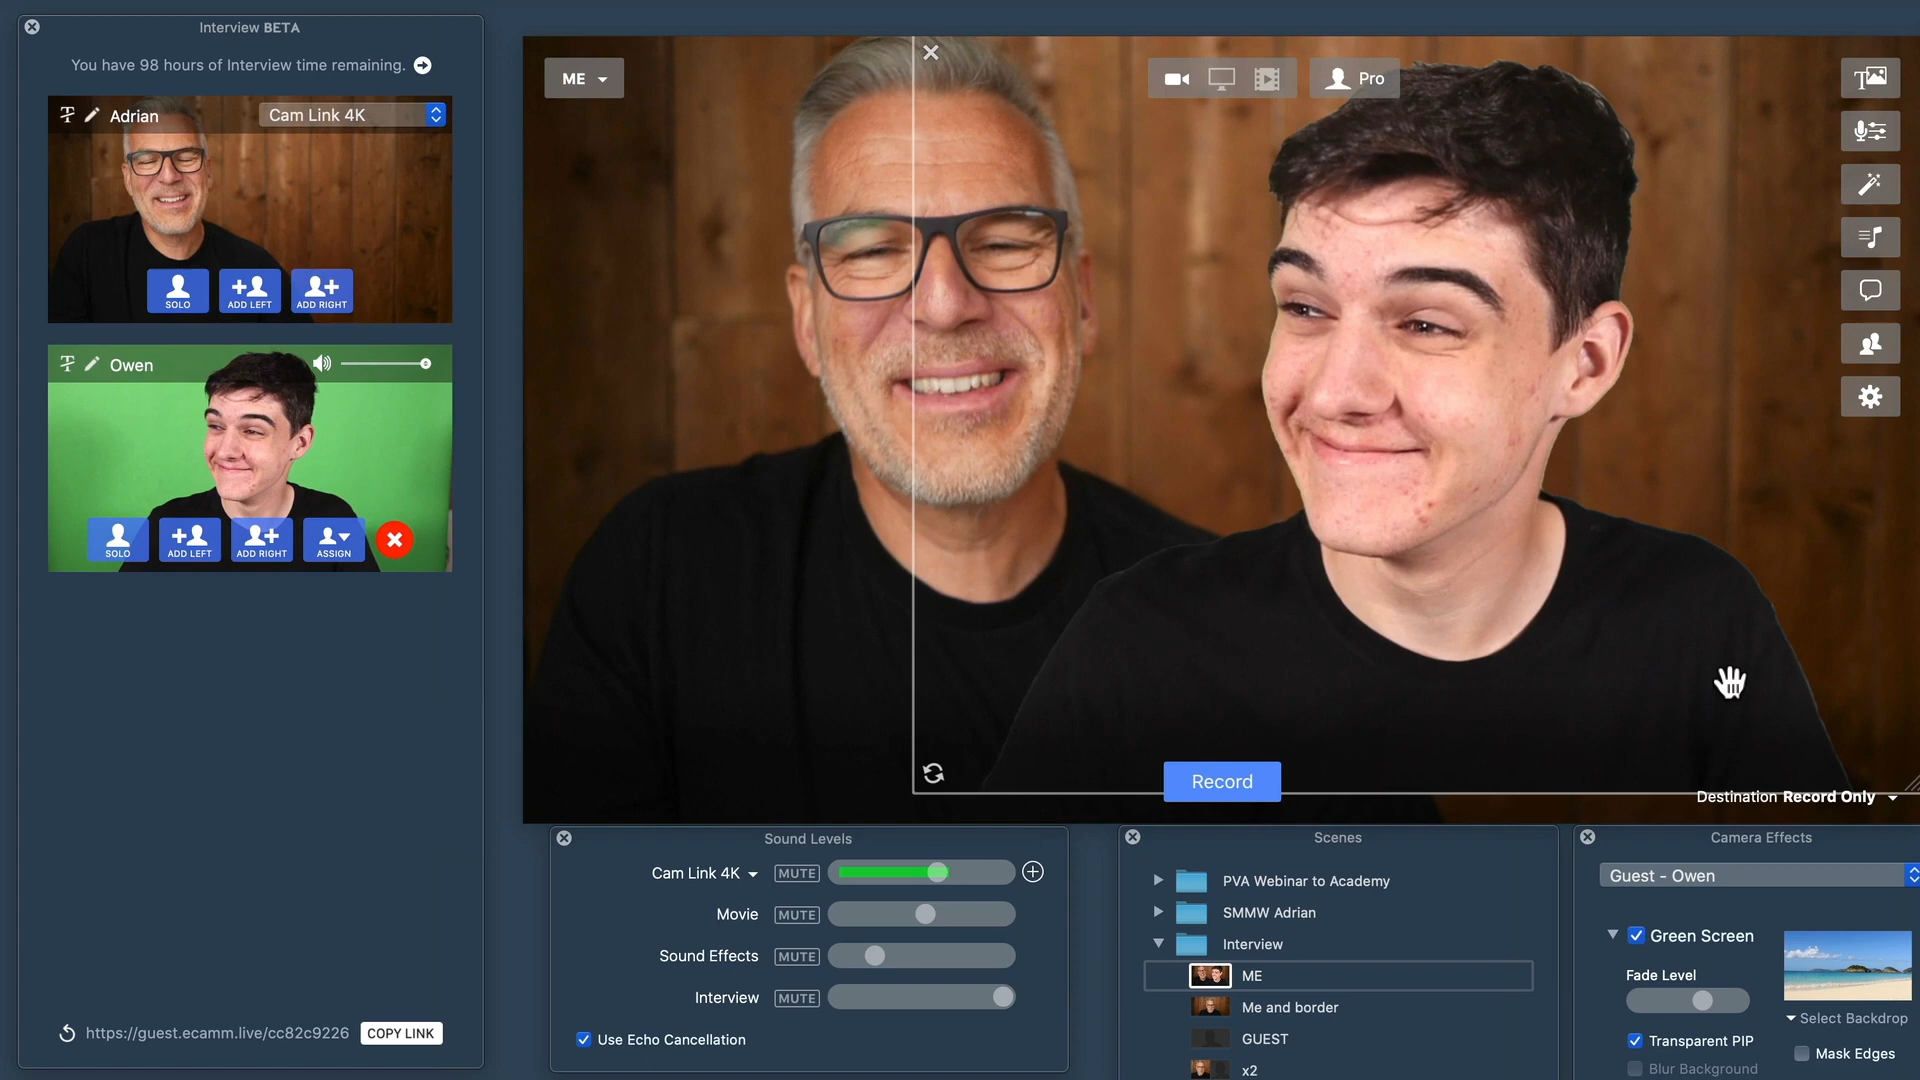 Interview BETA
You have 98 hours of Interview time remaining.
Adrian
Cam Link 4K
SOLO
ADD LEFT
ADD RIGHT
Owen
SOLO
ADD LEFT
ADD RIGHT
ASSIGN
https://guest.ecamm.live/cc82c9226
COPY LINK
ME
Pro
T
Record
Destination Record Only
Sound Levels
Cam Link 4K
MUTE
Movie
MUTE
Sound Effects
MUTE
Interview
MUTE
Use Echo Cancellation
Scenes
PVA Webinar to Academy
SMMW Adrian
Interview
ME
Me and border
GUEST
x2
Camera Effects
Guest - Owen
Green Screen
Fade Level
Select Backdrop
Transparent PIP
Mask Edges
Blur Background